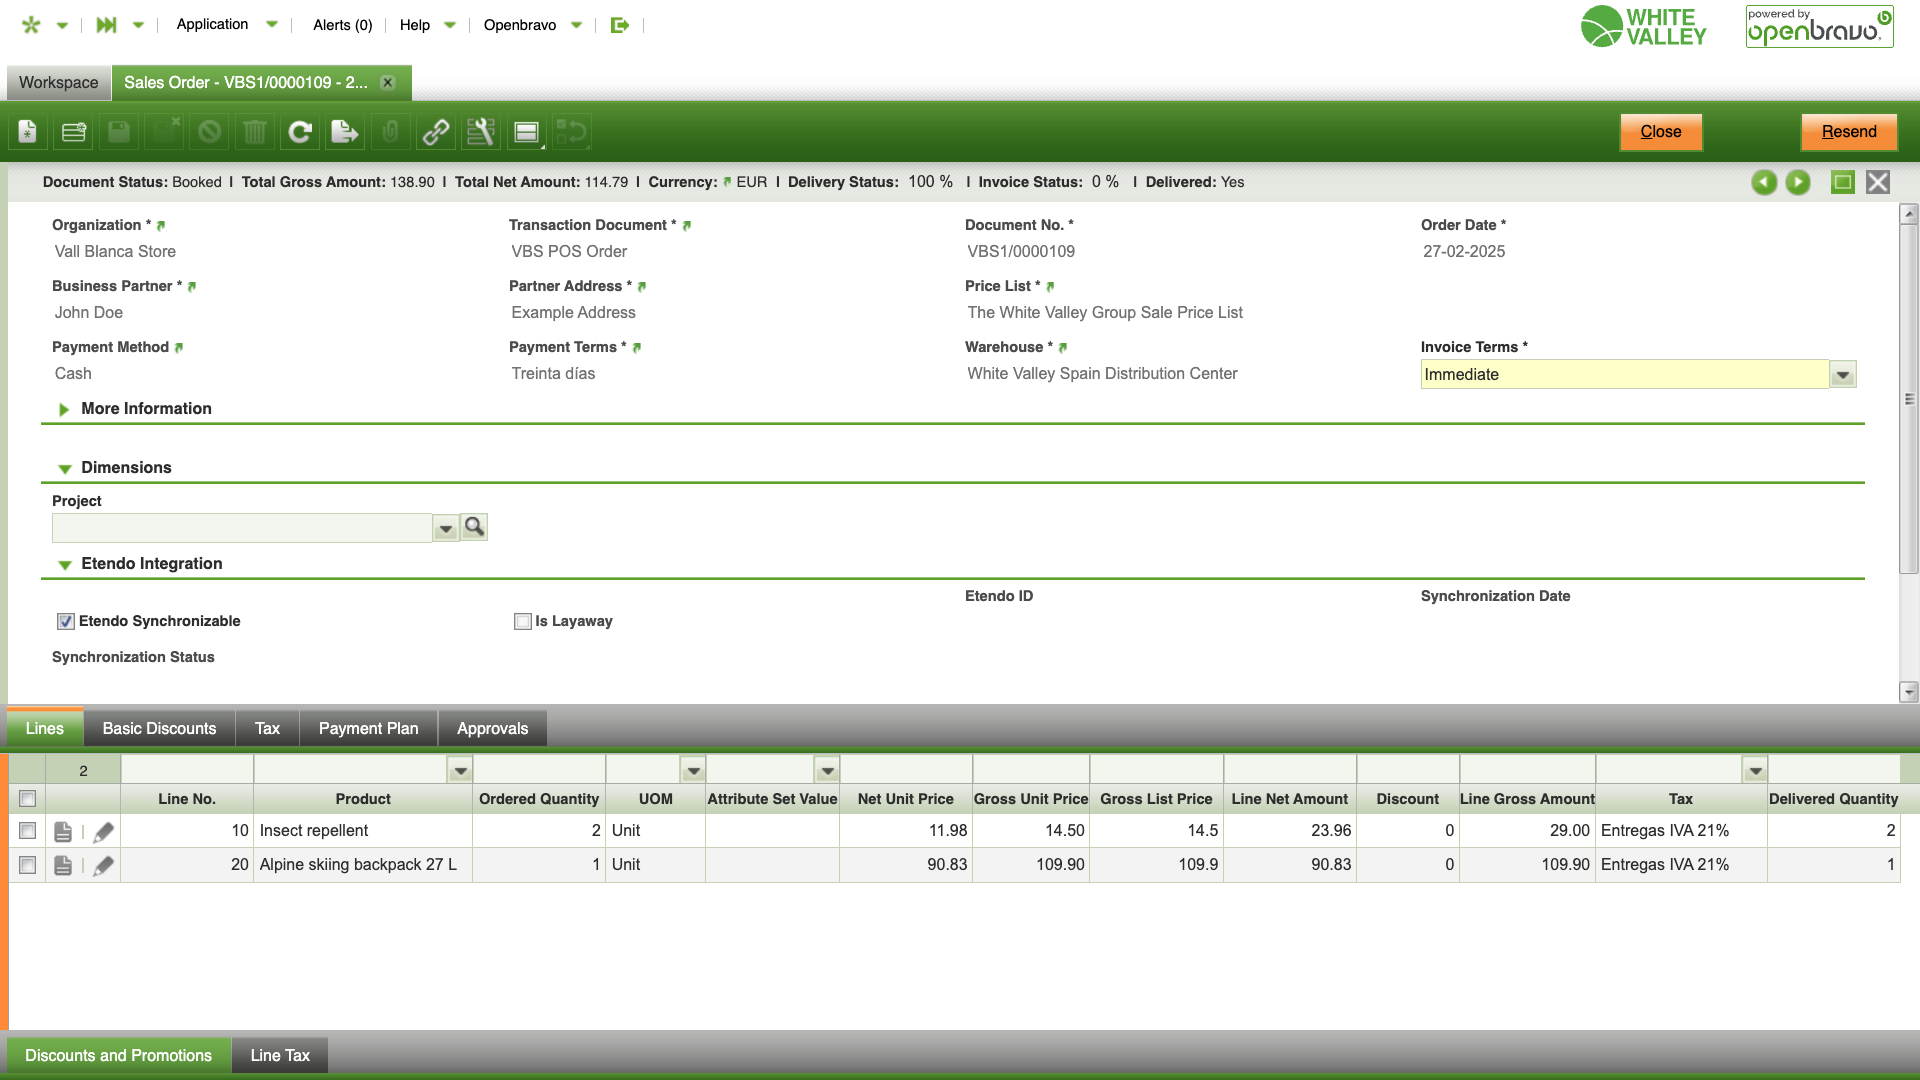 Application
Alerts (0)
Help
Openbravo
WHITE VALLEY
powered by
openbravo
Workspace
Sales Order - VBS1/0000109 - 2...
Close
Resend
Document Status: Booked | Total Gross Amount: 138.90 | Total Net Amount: 114.79 | Currency: EUR | Delivery Status: 100 % | Invoice Status: 0 % | Delivered: Yes
Organization * Transaction Document * Document No. * Order Date *
Vall Blanca Store VBS POS Order VBS1/0000109 27-02-2025
Business Partner * Partner Address * Price List *
John Doe Example Address The White Valley Group Sale Price List
Payment Method Payment Terms * Warehouse * Invoice Terms *
Cash Treinta días White Valley Spain Distribution Center Immediate
More Information
Dimensions
Project
Etendo Integration
Etendo ID Synchronization Date
Etendo Synchronizable Is Layaway
Synchronization Status
Lines Basic Discounts Tax Payment Plan Approvals
2
Line No. Product Ordered Quantity UOM Attribute Set Value Net Unit Price Gross Unit Price Gross List Price Line Net Amount Discount Line Gross Amount Tax Delivered Quantity
10 Insect repellent 2 Unit 11.98 14.50 14.5 23.96 0 29.00 Entregas IVA 21% 2
20 Alpine skiing backpack 27 L 1 Unit 90.83 109.90 109.9 90.83 0 109.90 Entregas IVA 21% 1
Discounts and Promotions Line Tax